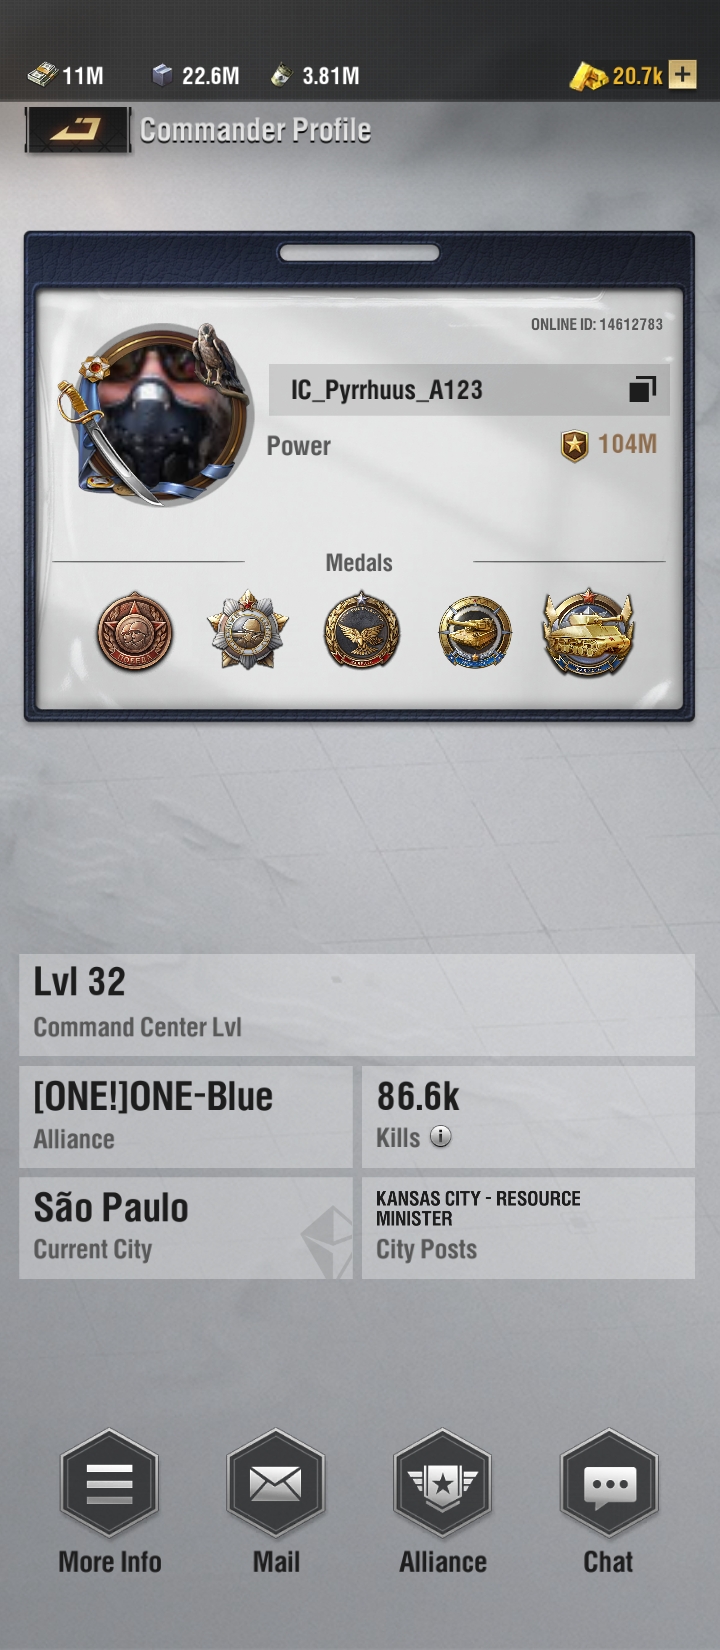 11M 22.6M 3.81M 20.7k
Commander Profile
ONLINE ID: 14612783
IC_Pyrrhuus_A123
Power 104M
Medals
Lvl 32
Command Center Lvl
[ONE!]ONE-Blue
Alliance
86.6k
Kills
São Paulo
Current City
KANSAS CITY - RESOURCE
MINISTER
City Posts
More Info Mail Alliance Chat